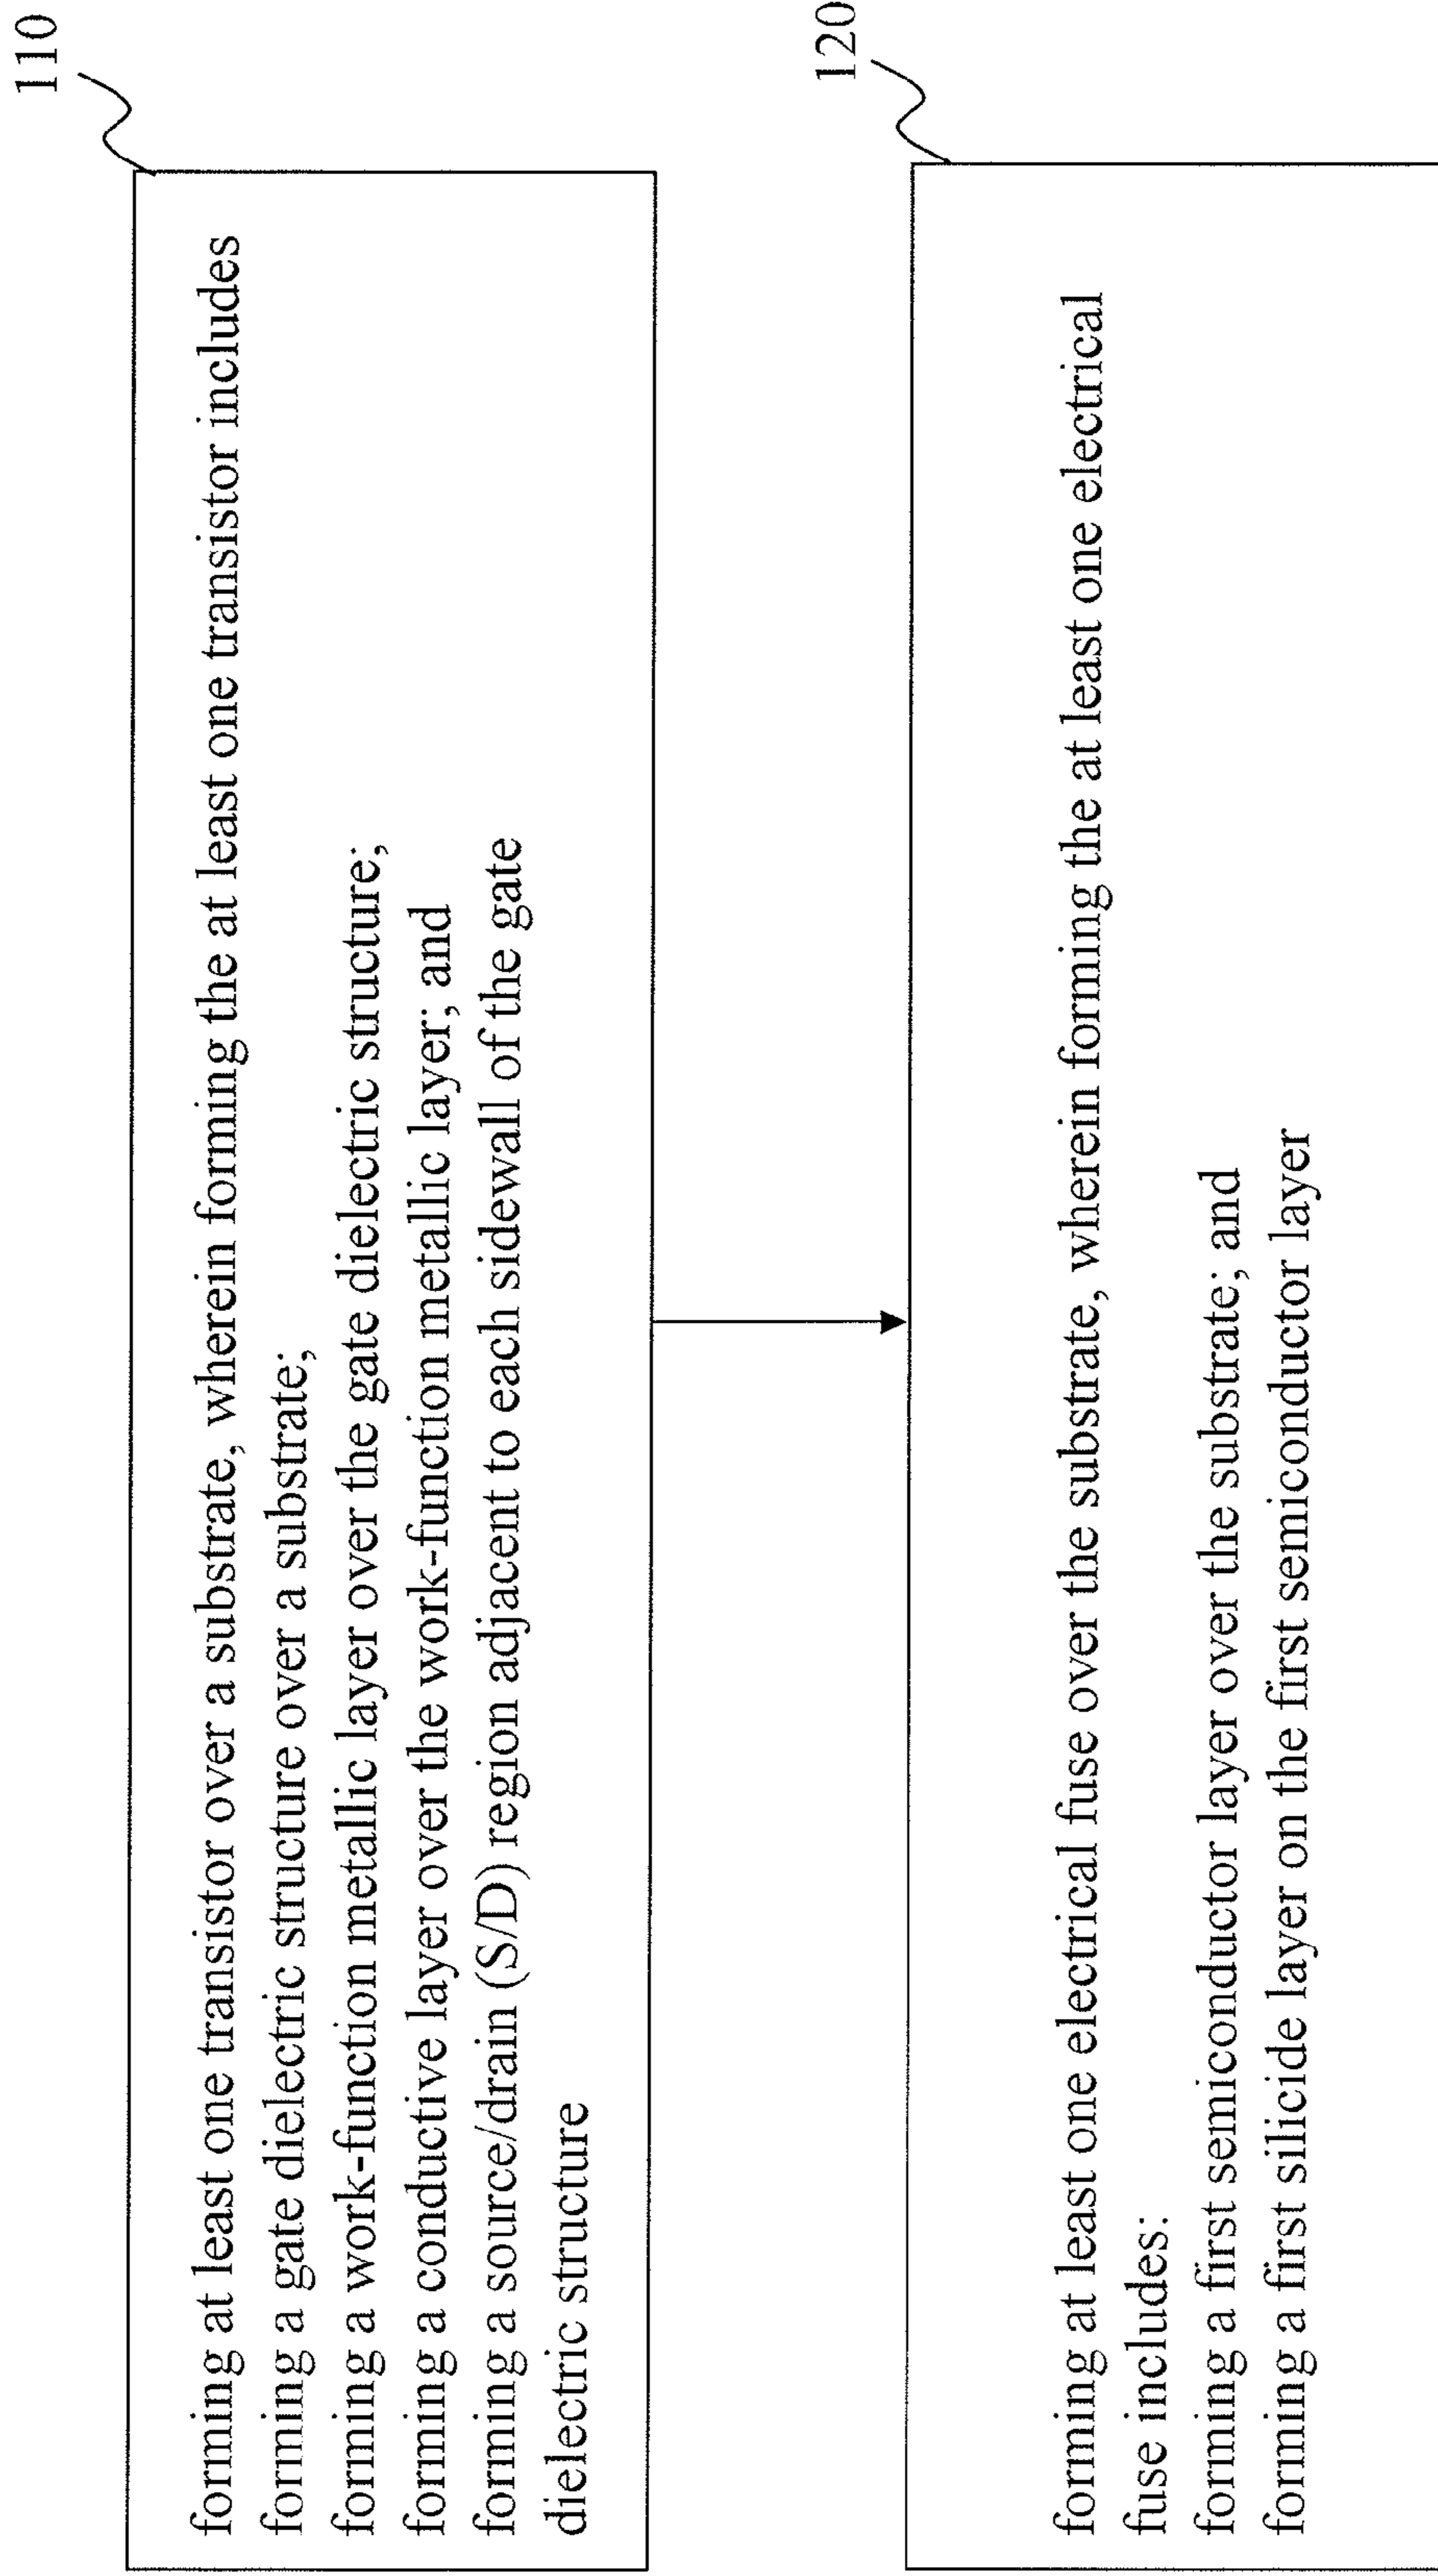 110
forming at least one transistor over a substrate, wherein forming the at least one transistor includes
forming a gate dielectric structure over a substrate;
forming a work-function metallic layer over the gate dielectric structure;
forming a conductive layer over the work-function metallic layer; and
forming a source/drain (S/D) region adjacent to each sidewall of the gate
dielectric structure
120
forming at least one electrical fuse over the substrate, wherein forming the at least one electrical
fuse includes:
forming a first semiconductor layer over the substrate; and
forming a first silicide layer on the first semiconductor layer